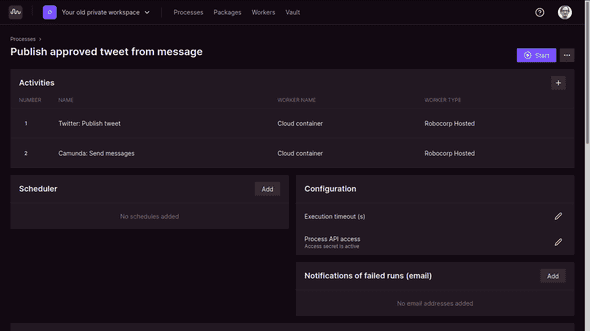 Your old private workspace
Processes
Packages
Workers
Vault
Processes
Publish approved tweet from message
Start
Activities
NUMBER NAME WORKER NAME WORKER TYPE
1 Twitter: Publish tweet Cloud container Robocorp Hosted
2 Camunda: Send messages Cloud container Robocorp Hosted
Scheduler
Add
No schedules added
Configuration
Execution timeout (s)
Process API access
Access secret is active
Notifications of failed runs (email)
Add
No email addresses added